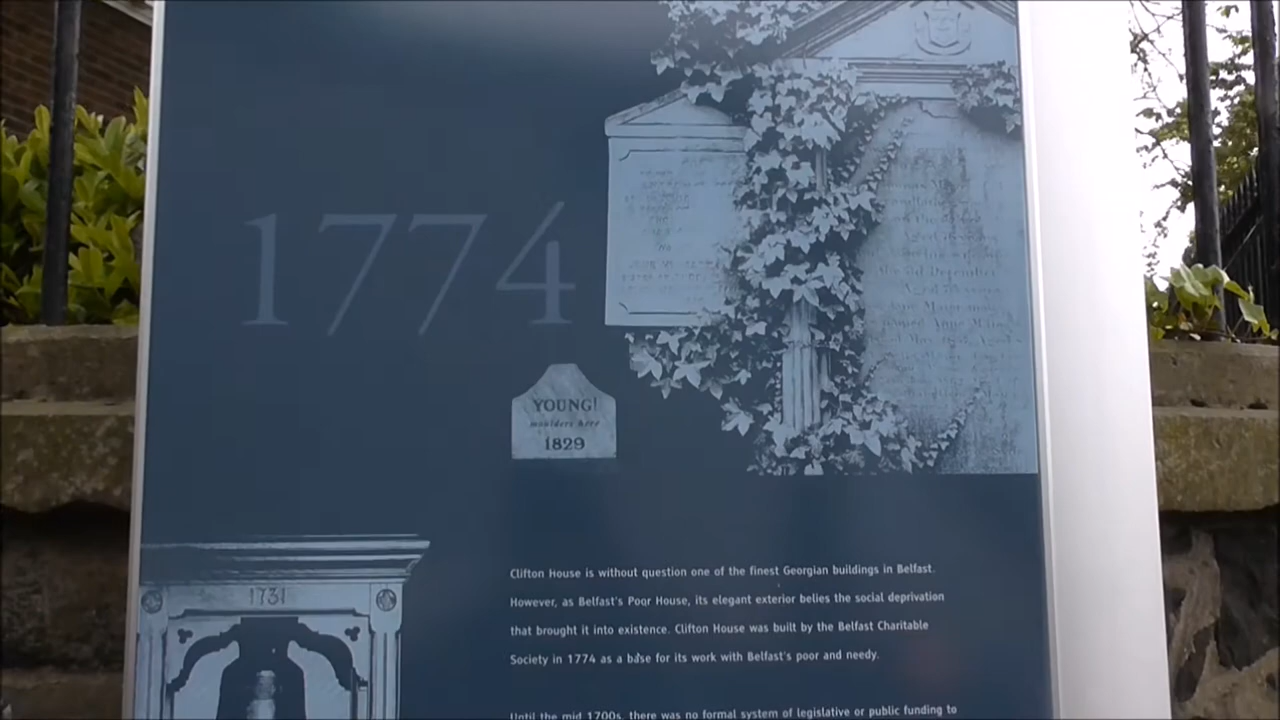 1774
YOUNG!
moulders here
1829
1731
Clifton House is without question one of the finest Georgian buildings in Belfast.
However, as Belfast's Poor House, its elegant exterior belies the social deprivation
that brought it into existence. Clifton House was built by the Belfast Charitable
Society in 1774 as a base for its work with Belfast's poor and needy.
Until the mid 1700s, there was no formal system of legislative or public funding to